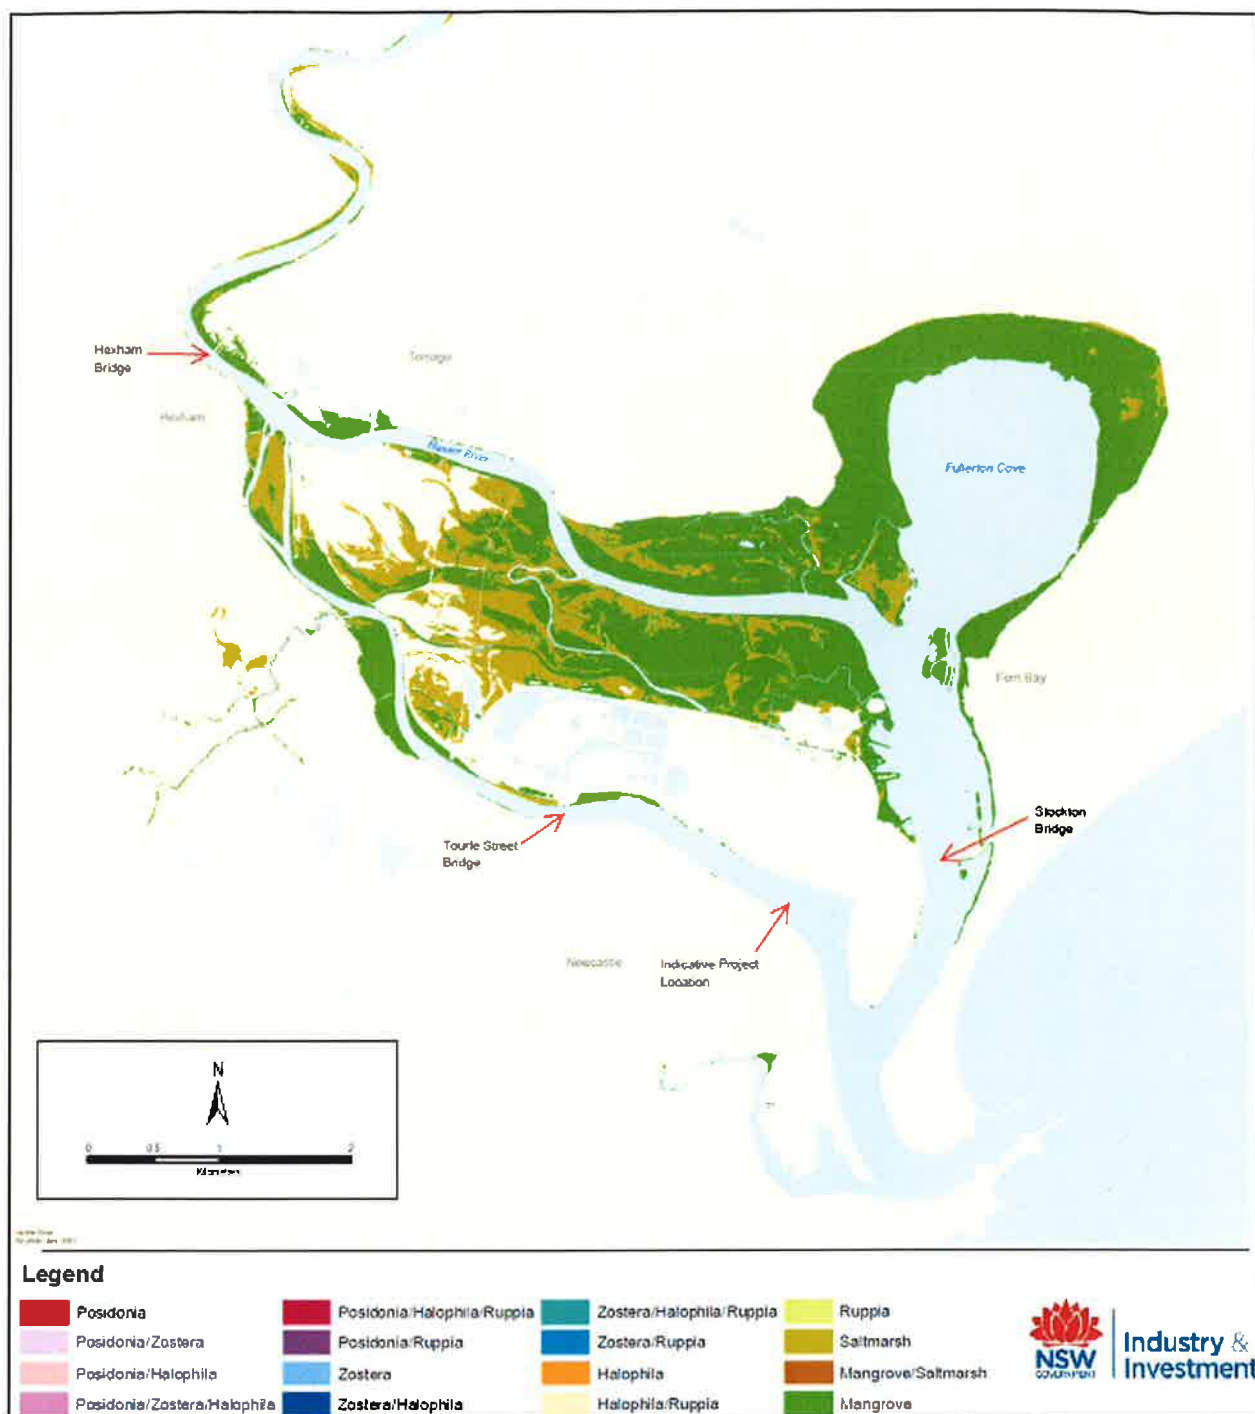 Hexham
Bridge
Tomago
Hexham
Hunter River
Fullerton Cove
Fern Bay
Stockton
Bridge
Tourle Street
Bridge
Newcastle
Indicative Project
Location
N
0 0.5 1 2
Kilometers
Legend
Posidonia
Posidonia/Zostera
Posidonia/Halophila
Posidonia/Zostera/Halophila
Posidonia/Halophila/Ruppia
Posidonia/Ruppia
Zostera
Zostera/Halophila
Zostera/Halophila/Ruppia
Zostera/Ruppia
Halophila
Halophila/Ruppia
Ruppia
Saltmarsh
Mangrove/Saltmarsh
Mangrove
NSW
GOVERNMENT
Industry &
Investment